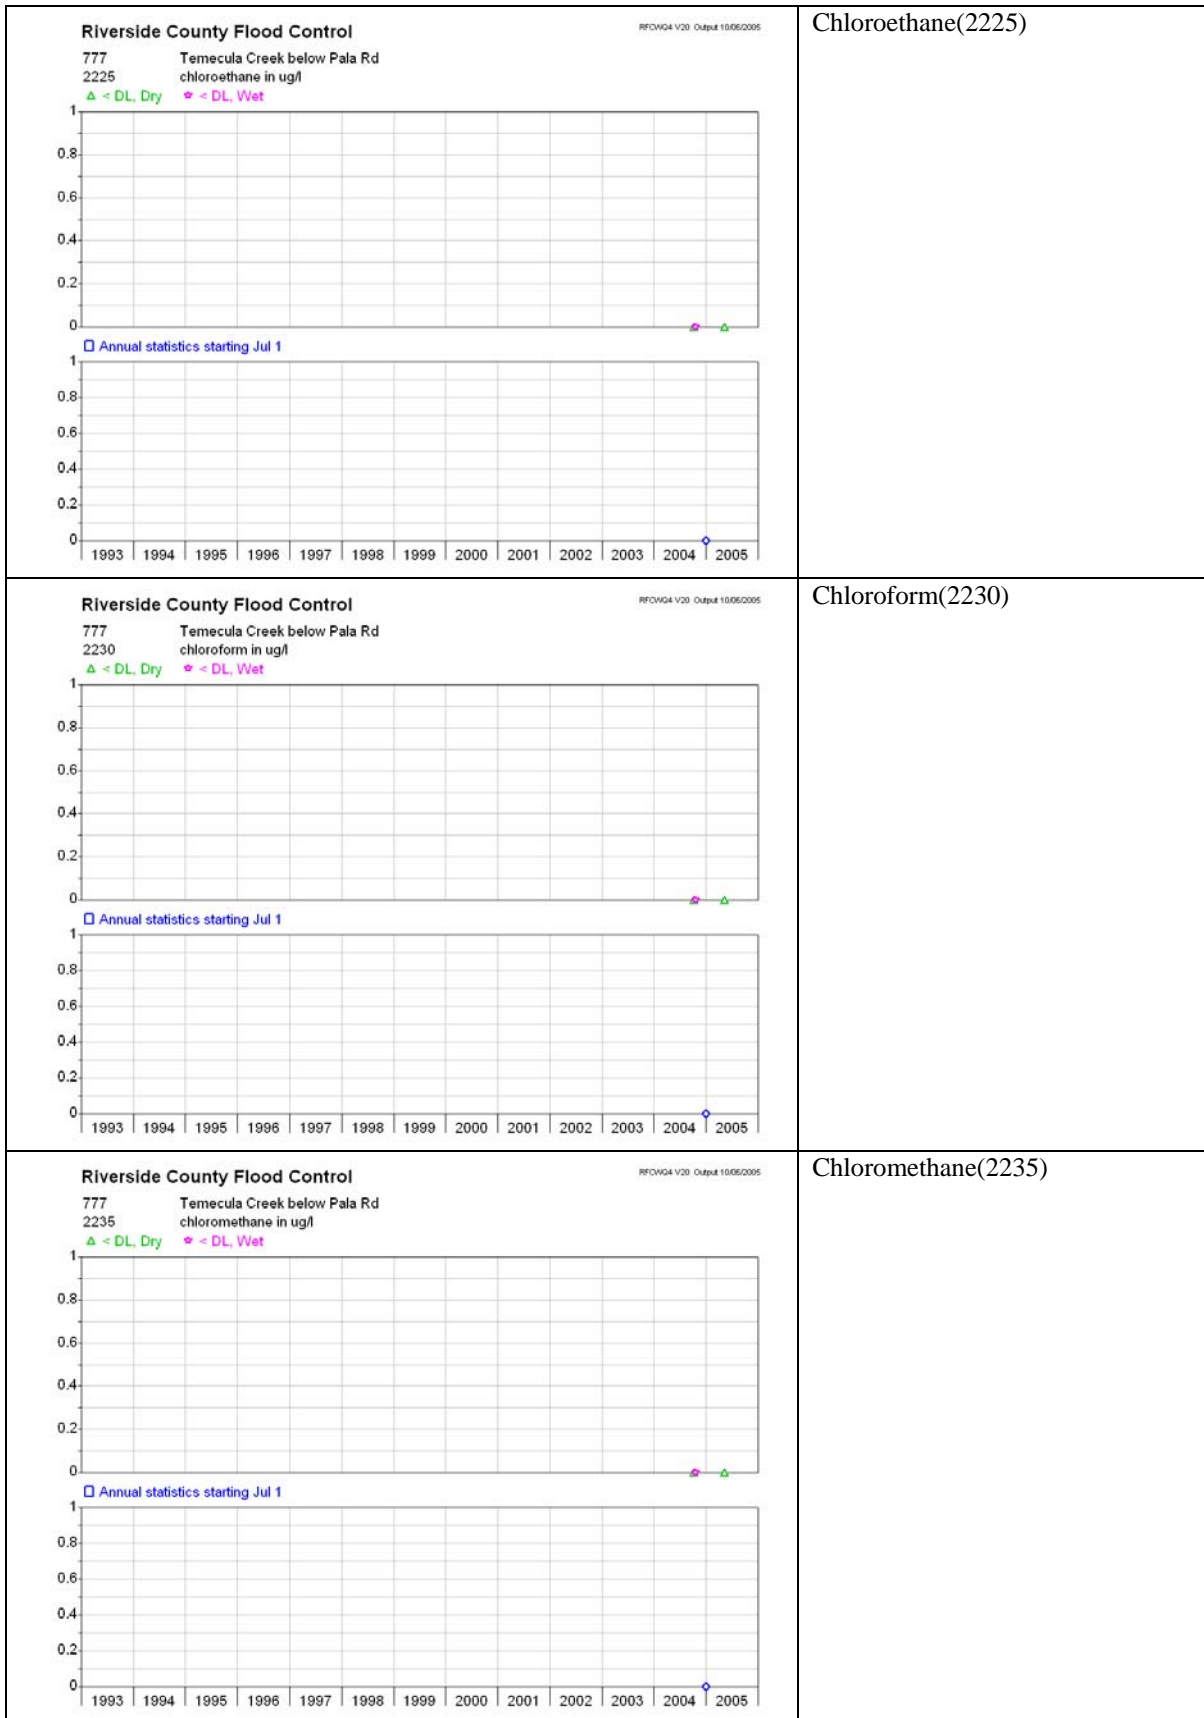 Riverside County Flood Control RFCWQ4 V20 Output 10/06/2005
777 Temecula Creek below Pala Rd
2225 chloroethane in ug/l
< DL, Dry < DL, Wet
1
0.8
0.6
0.4
0.2
0
Annual statistics starting Jul 1
1
0.8
0.6
0.4
0.2
0
1993 1994 1995 1996 1997 1998 1999 2000 2001 2002 2003 2004 2005
Chloroethane(2225)
Riverside County Flood Control RFCWQ4 V20 Output 10/06/2005
777 Temecula Creek below Pala Rd
2230 chloroform in ug/l
< DL, Dry < DL, Wet
1
0.8
0.6
0.4
0.2
0
Annual statistics starting Jul 1
1
0.8
0.6
0.4
0.2
0
1993 1994 1995 1996 1997 1998 1999 2000 2001 2002 2003 2004 2005
Chloroform(2230)
Riverside County Flood Control RFCWQ4 V20 Output 10/06/2005
777 Temecula Creek below Pala Rd
2235 chloromethane in ug/l
< DL, Dry < DL, Wet
1
0.8
0.6
0.4
0.2
0
Annual statistics starting Jul 1
1
0.8
0.6
0.4
0.2
0
1993 1994 1995 1996 1997 1998 1999 2000 2001 2002 2003 2004 2005
Chloromethane(2235)